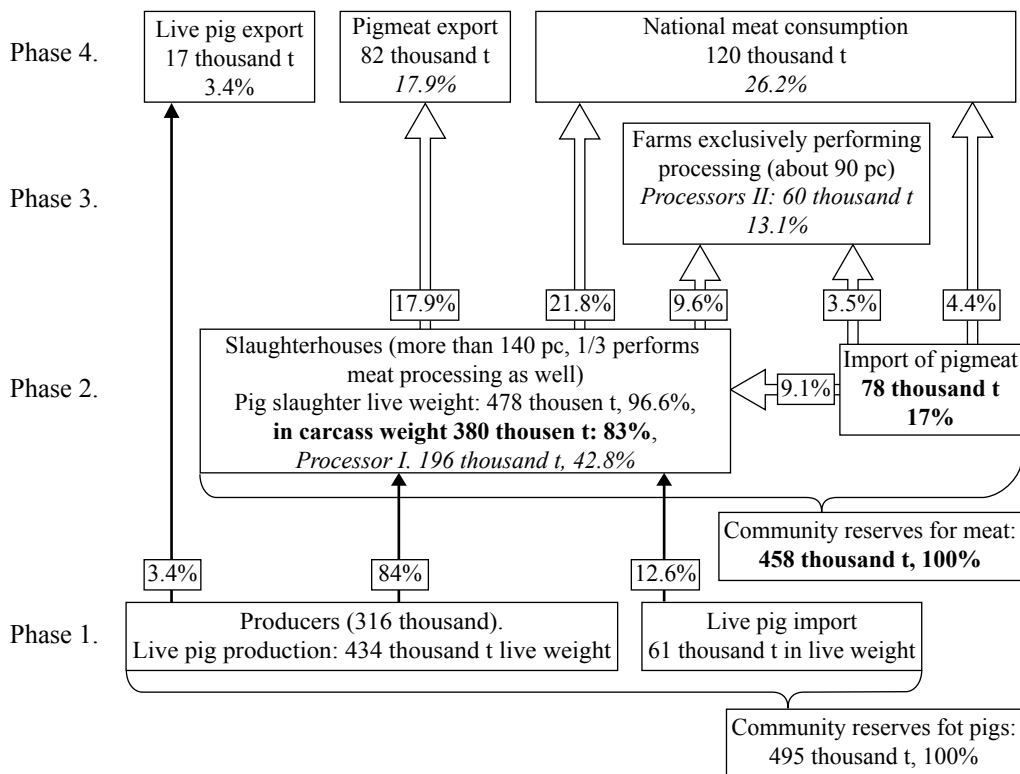 Phase 4.
Live pig export
17 thousand t
3.4%
Pigmeat export
82 thousand t
17.9%
National meat consumption
120 thousand t
26.2%
Phase 3.
Farms exclusively performing
processing (about 90 pc)
Processors II: 60 thousand t
13.1%
17.9%
21.8%
9.6%
3.5%
4.4%
Phase 2.
Slaughterhouses (more than 140 pc, 1/3 performs
meat processing as well)
Pig slaughter live weight: 478 thousen t, 96.6%,
in carcass weight 380 thousen t: 83%,
Processor I. 196 thousand t, 42.8%
9.1%
Import of pigmeat
78 thousand t
17%
Community reserves for meat:
458 thousand t, 100%
3.4%
84%
12.6%
Phase 1.
Producers (316 thousand).
Live pig production: 434 thousand t live weight
Live pig import
61 thousand t in live weight
Community reserves fot pigs:
495 thousand t, 100%